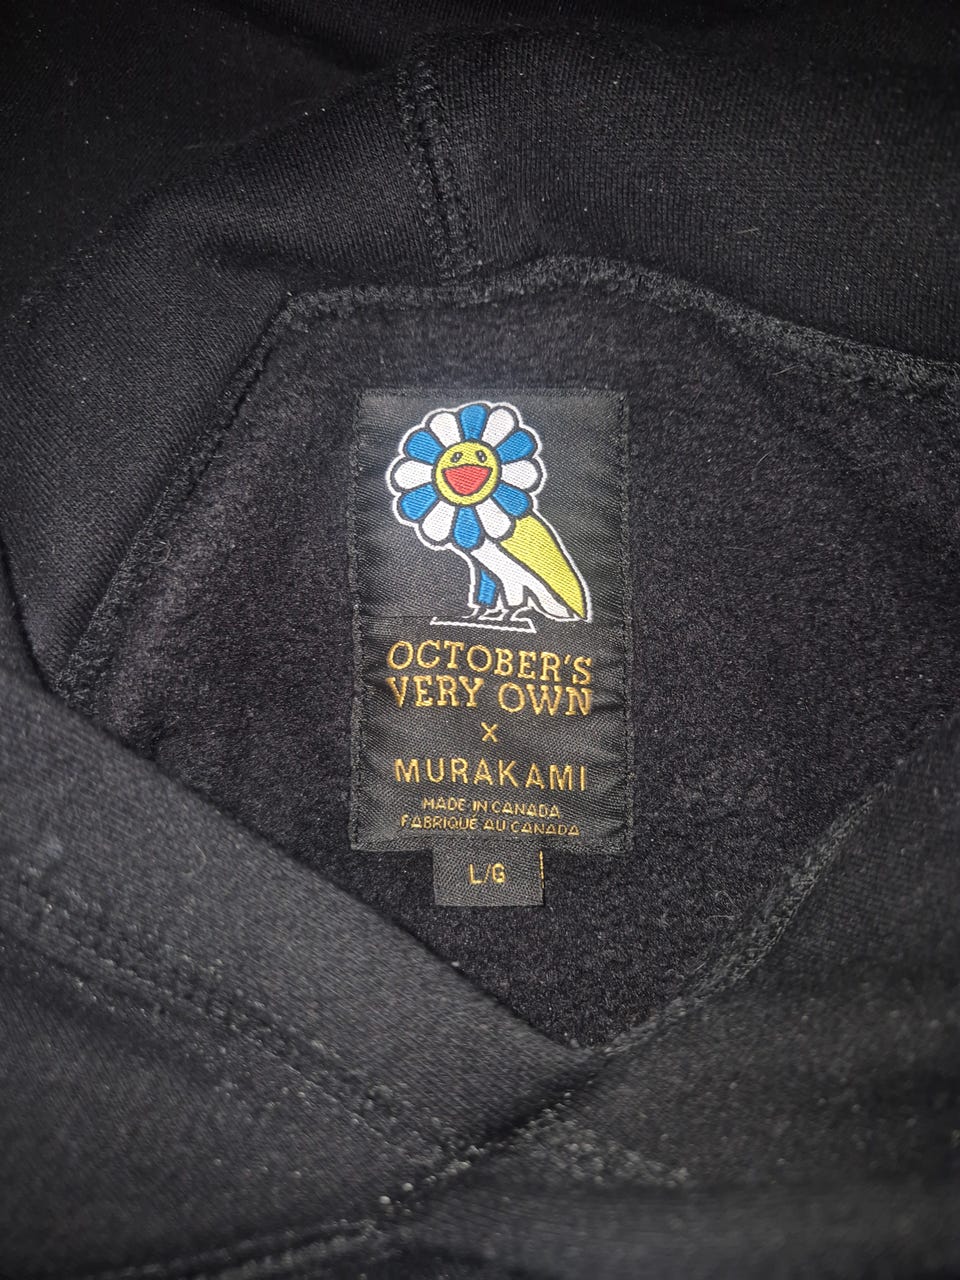 OCTOBER'S
VERY OWN
X
MURAKAMI
MADE IN CANADA
FABRIQUE AU CANADA
L/G